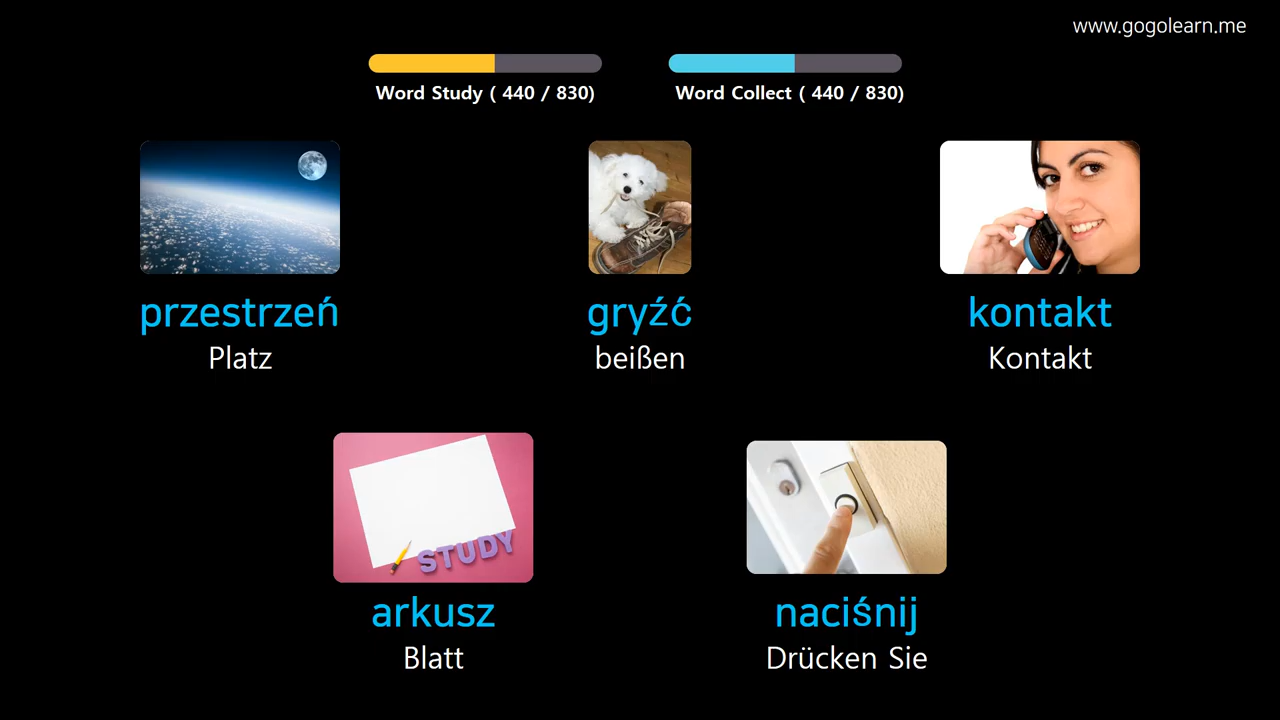 www.gogolearn.me
Word Study ( 440 / 830)
Word Collect ( 440 / 830)
przestrzeń
Platz
gryźć
beißen
kontakt
Kontakt
STUDY
arkusz
Blatt
naciśnij
Drücken Sie